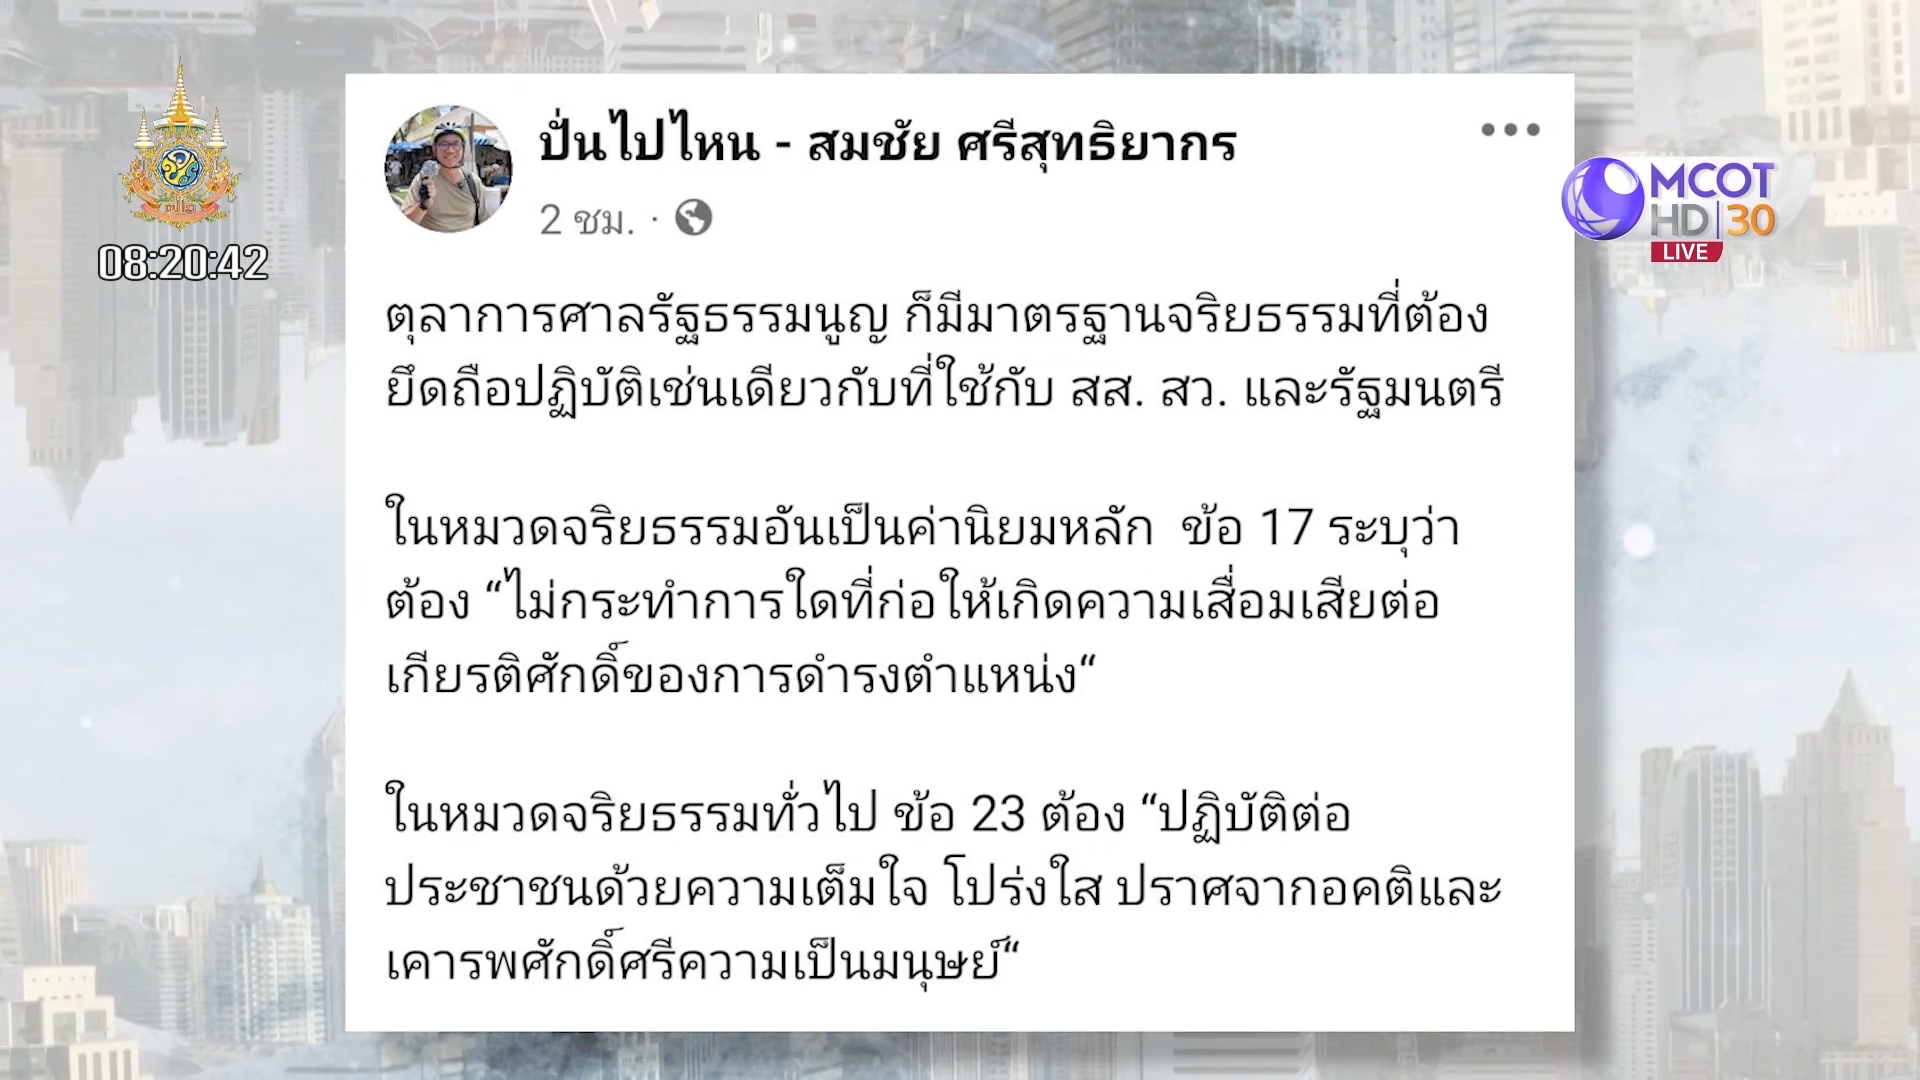 08:20:42
ปั่นไปไหน - สมชัย ศรีสุทธิยากร
2 ชม. ·
MCOT
HD|30
LIVE
ตุลาการศาลรัฐธรรมนูญ ก็มีมาตรฐานจริยธรรมที่ต้อง
ยึดถือปฏิบัติเช่นเดียวกับที่ใช้กับ สส. สว. และรัฐมนตรี
ในหมวดจริยธรรมอันเป็นค่านิยมหลัก ข้อ 17 ระบุว่า
ต้อง “ไม่กระทำการใดที่ก่อให้เกิดความเสื่อมเสียต่อ
เกียรติศักดิ์ของการดำรงตำแหน่ง“
ในหมวดจริยธรรมทั่วไป ข้อ 23 ต้อง “ปฏิบัติต่อ
ประชาชนด้วยความเต็มใจ โปร่งใส ปราศจากอคติและ
เคารพศักดิ์ศรีความเป็นมนุษย์“